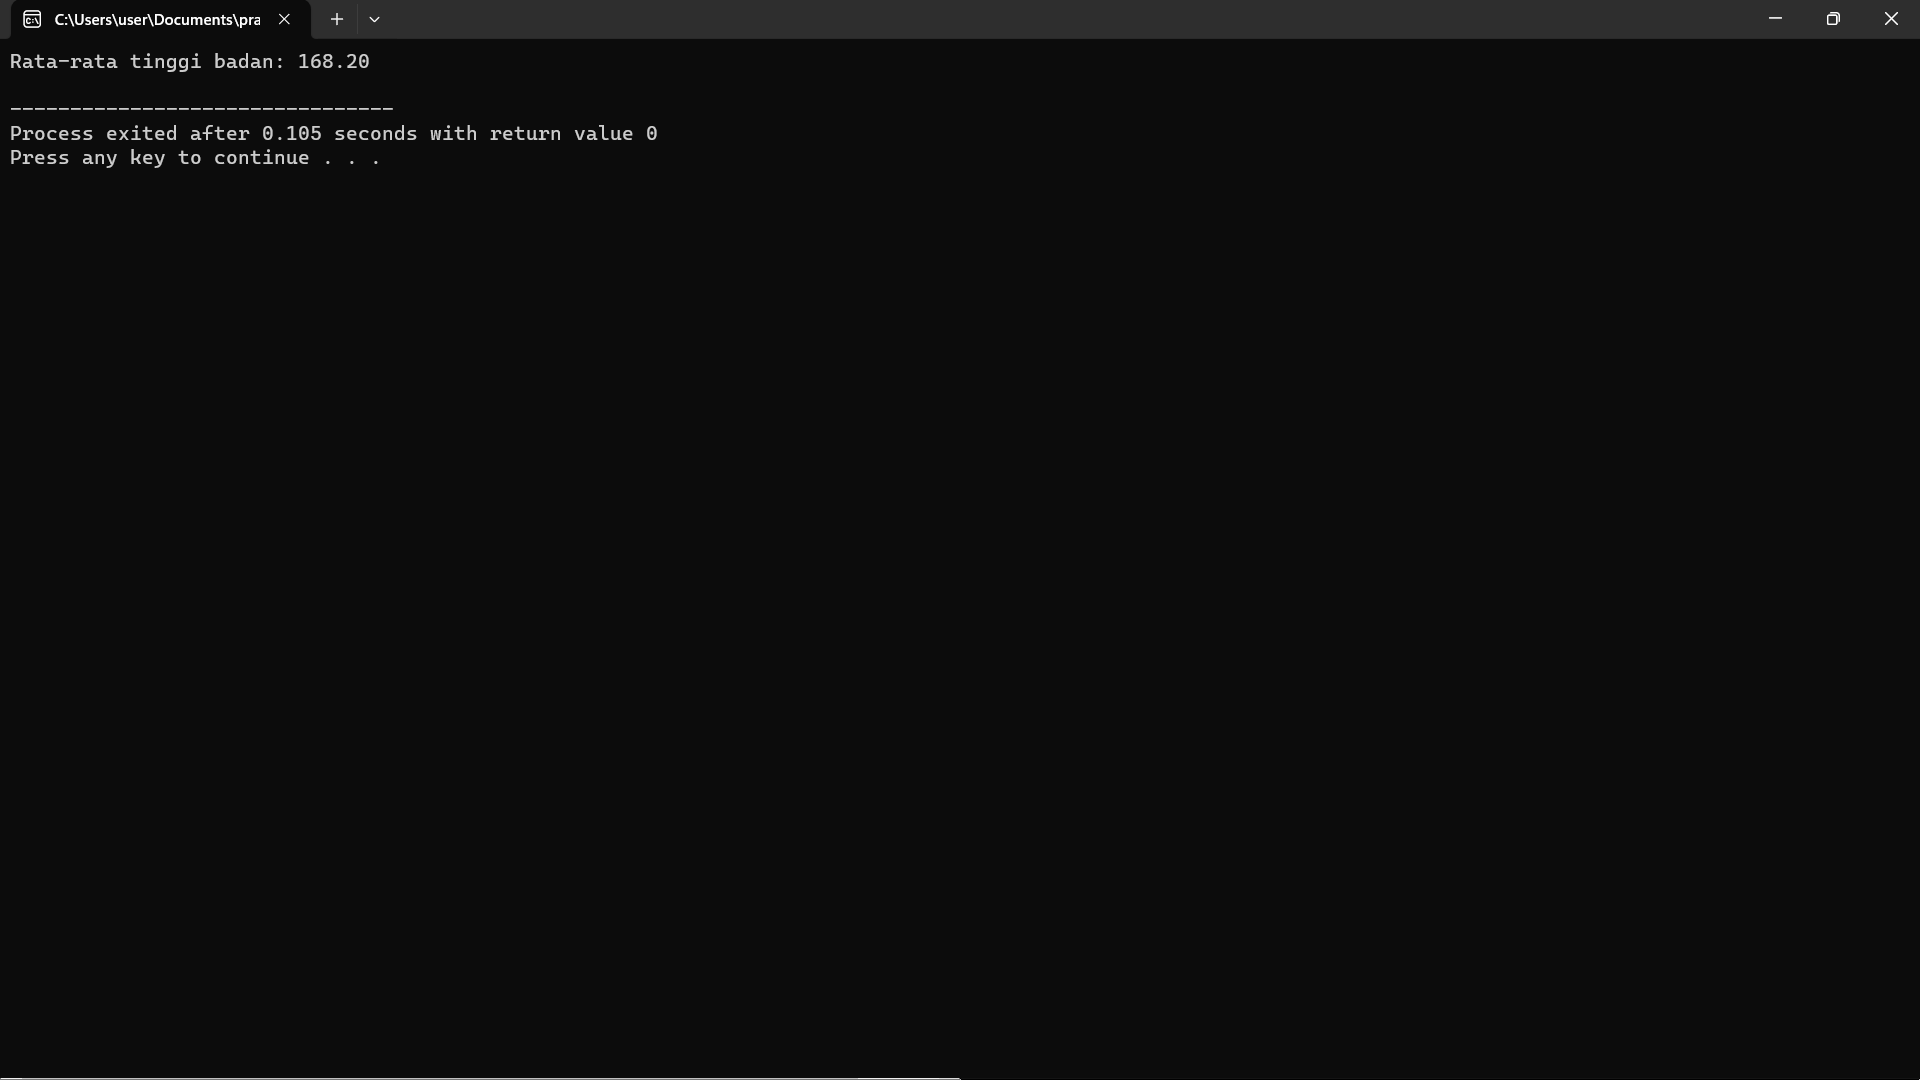 C:\Users\user\Documents\pra
Rata-rata tinggi badan: 168.20
--------------------------------
Process exited after 0.105 seconds with return value 0
Press any key to continue . . .